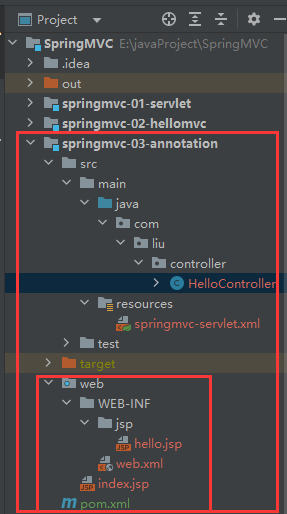 Project
SpringMVC E:\javaProject\SpringMVC
.idea
out
springmvc-01-servlet
springmvc-02-hellomvc
springmvc-03-annotation
src
main
java
com
liu
controller
HelloController
resources
springmvc-servlet.xml
test
target
web
WEB-INF
jsp
hello.jsp
web.xml
index.jsp
pom.xml